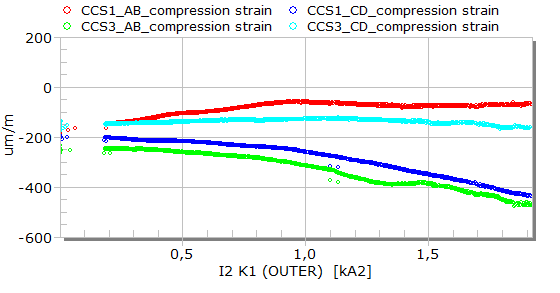 CCS1_AB_compression strain CCS1_CD_compression strain
CCS3_AB_compression strain CCS3_CD_compression strain
200
0
-200
-400
-600
um/m
0,5 1,0 1,5
I2 K1 (OUTER) [kA2]